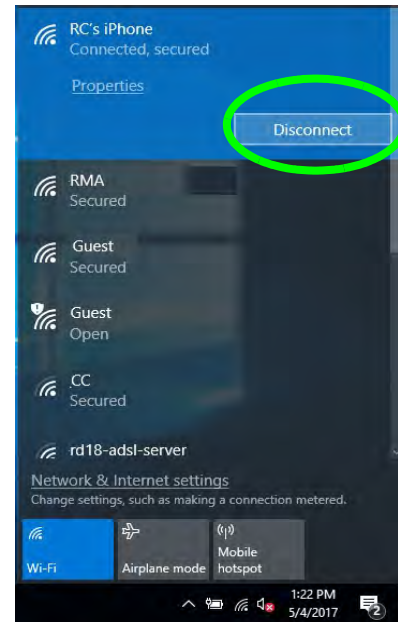 RC's iPhone
Connected, secured
Properties
Disconnect
RMA
Secured
Guest
Secured
Guest
Open
CC
Secured
rd18-adsl-server
Network & Internet settings
Change settings, such as making a connection metered.
Wi-Fi
Airplane mode
Mobile
hotspot
1:22 PM
5/4/2017
2